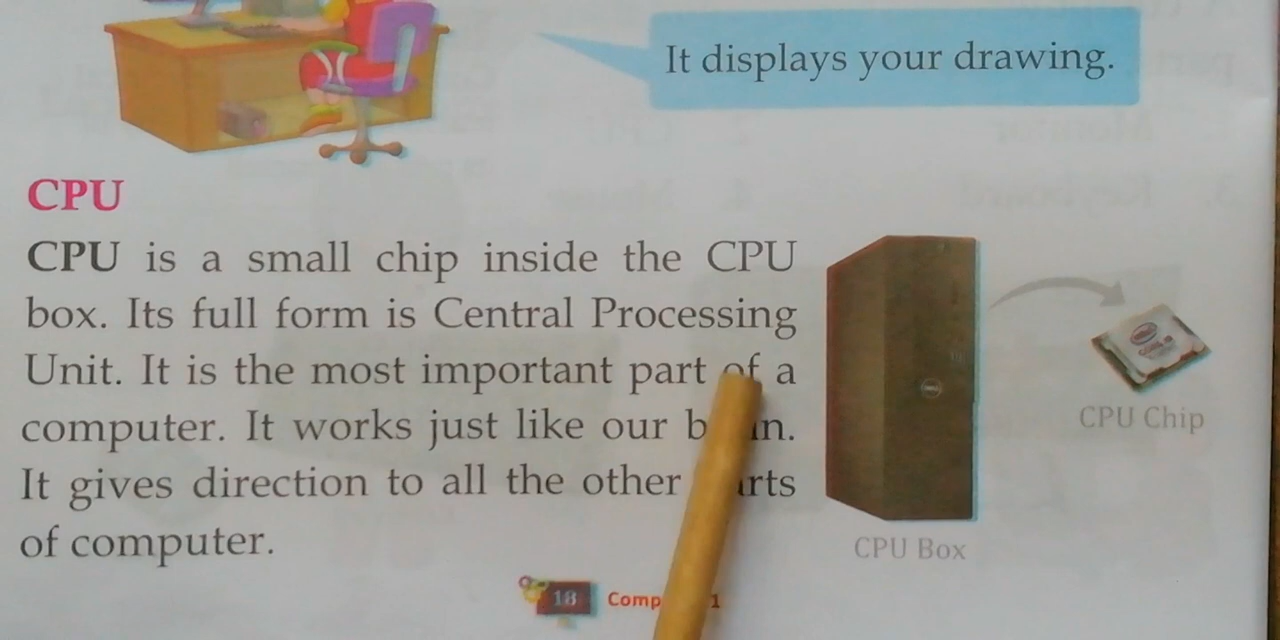 It displays your drawing.
CPU
CPU is a small chip inside the CPU
box. Its full form is Central Processing
Unit. It is the most important part of a
computer. It works just like our
It gives direction to all the other
of computer.
CPU Chip
CPU Box
18